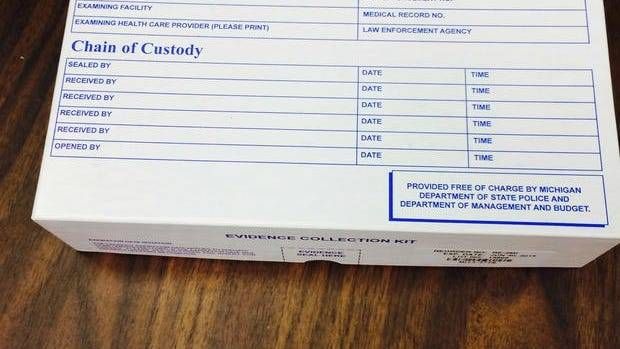 EXAMINING FACILITY
MEDICAL RECORD NO.
EXAMINING HEALTH CARE PROVIDER (PLEASE PRINT)
LAW ENFORCEMENT AGENCY
Chain of Custody
SEALED BY DATE TIME
RECEIVED BY DATE TIME
RECEIVED BY DATE TIME
RECEIVED BY DATE TIME
RECEIVED BY DATE TIME
OPENED BY DATE TIME
PROVIDED FREE OF CHARGE BY MICHIGAN
DEPARTMENT OF STATE POLICE AND
DEPARTMENT OF MANAGEMENT AND BUDGET.
EVIDENCE COLLECTION KIT
EVIDENCE
SEAL HERE